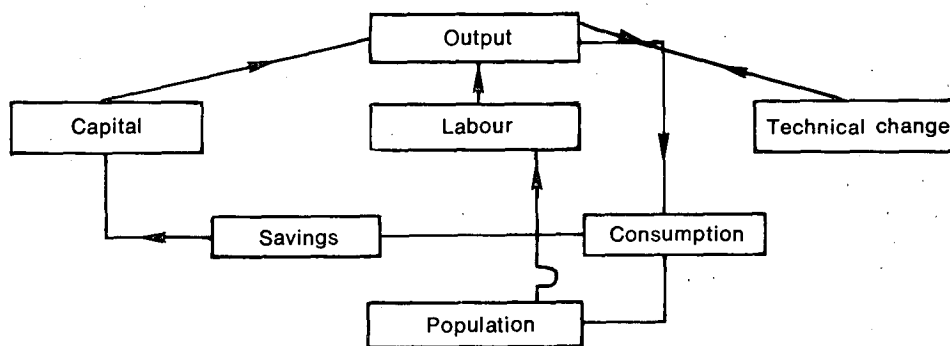 Output
Capital
Labour
Technical change
Savings
Consumption
Population